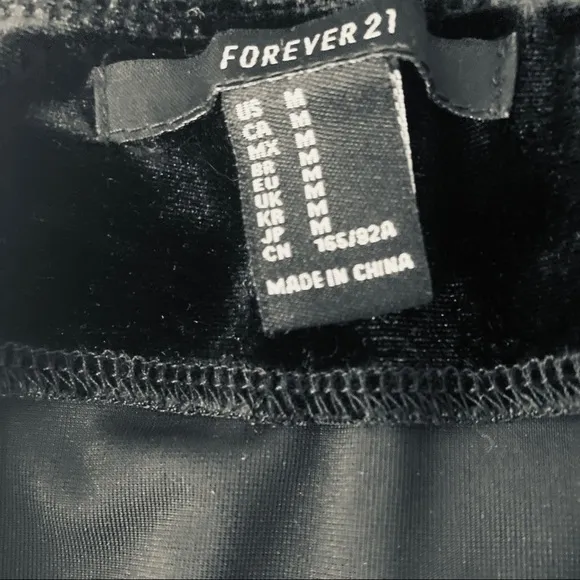 FOREVER 21
US M
CA M
MX M
BR M
EU M
UK M
KR M
JP M
CN 165/92A
MADE IN CHINA